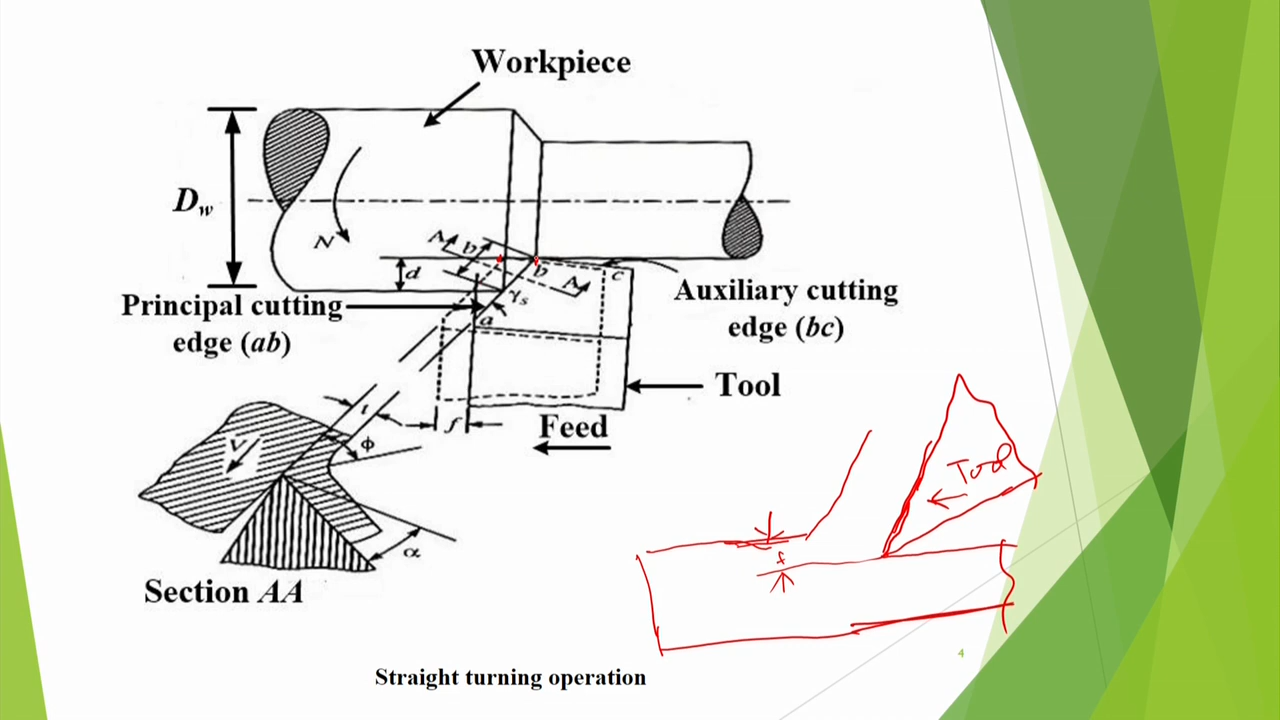 Workpiece
D_w
N
A
b
d
b
c
A
γ_s
Principal cutting
edge (ab)
a
Auxiliary cutting
edge (bc)
Tool
t
f
Feed
V
ϕ
α
Section AA
Tool
Straight turning operation
4